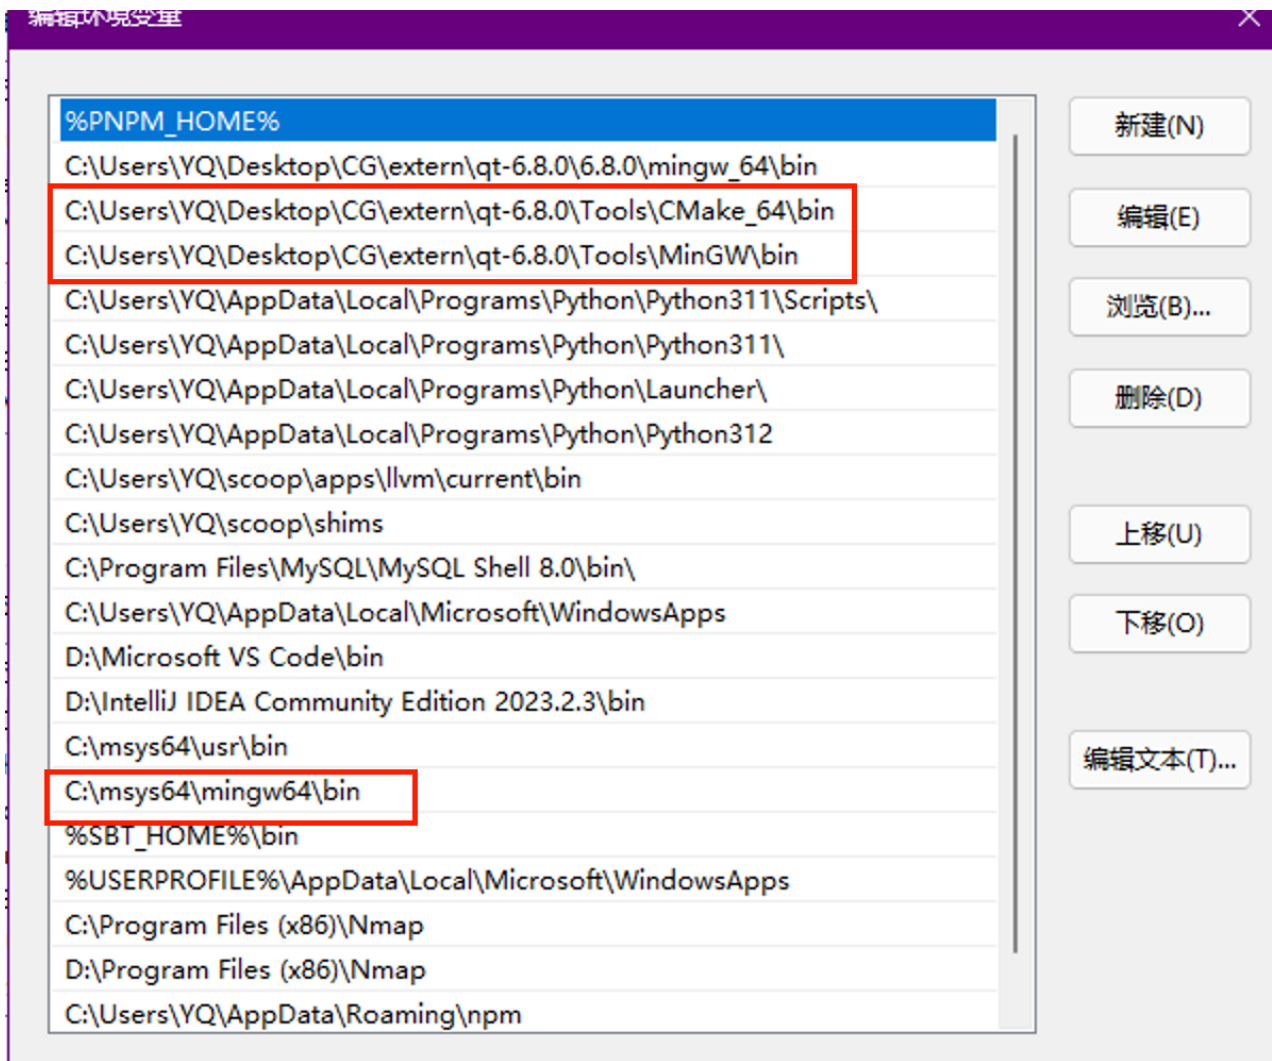 编辑环境变量
%PNPM_HOME%
C:\Users\YQ\Desktop\CG\extern\qt-6.8.0\6.8.0\mingw_64\bin
C:\Users\YQ\Desktop\CG\extern\qt-6.8.0\Tools\CMake_64\bin
C:\Users\YQ\Desktop\CG\extern\qt-6.8.0\Tools\MinGW\bin
C:\Users\YQ\AppData\Local\Programs\Python\Python311\Scripts\
C:\Users\YQ\AppData\Local\Programs\Python\Python311\
C:\Users\YQ\AppData\Local\Programs\Python\Launcher\
C:\Users\YQ\AppData\Local\Programs\Python\Python312
C:\Users\YQ\scoop\apps\llvm\current\bin
C:\Users\YQ\scoop\shims
C:\Program Files\MySQL\MySQL Shell 8.0\bin\
C:\Users\YQ\AppData\Local\Microsoft\WindowsApps
D:\Microsoft VS Code\bin
D:\IntelliJ IDEA Community Edition 2023.2.3\bin
C:\msys64\usr\bin
C:\msys64\mingw64\bin
%SBT_HOME%\bin
%USERPROFILE%\AppData\Local\Microsoft\WindowsApps
C:\Program Files (x86)\Nmap
D:\Program Files (x86)\Nmap
C:\Users\YQ\AppData\Roaming\npm
新建(N)
编辑(E)
浏览(B)...
删除(D)
上移(U)
下移(O)
编辑文本(T)...